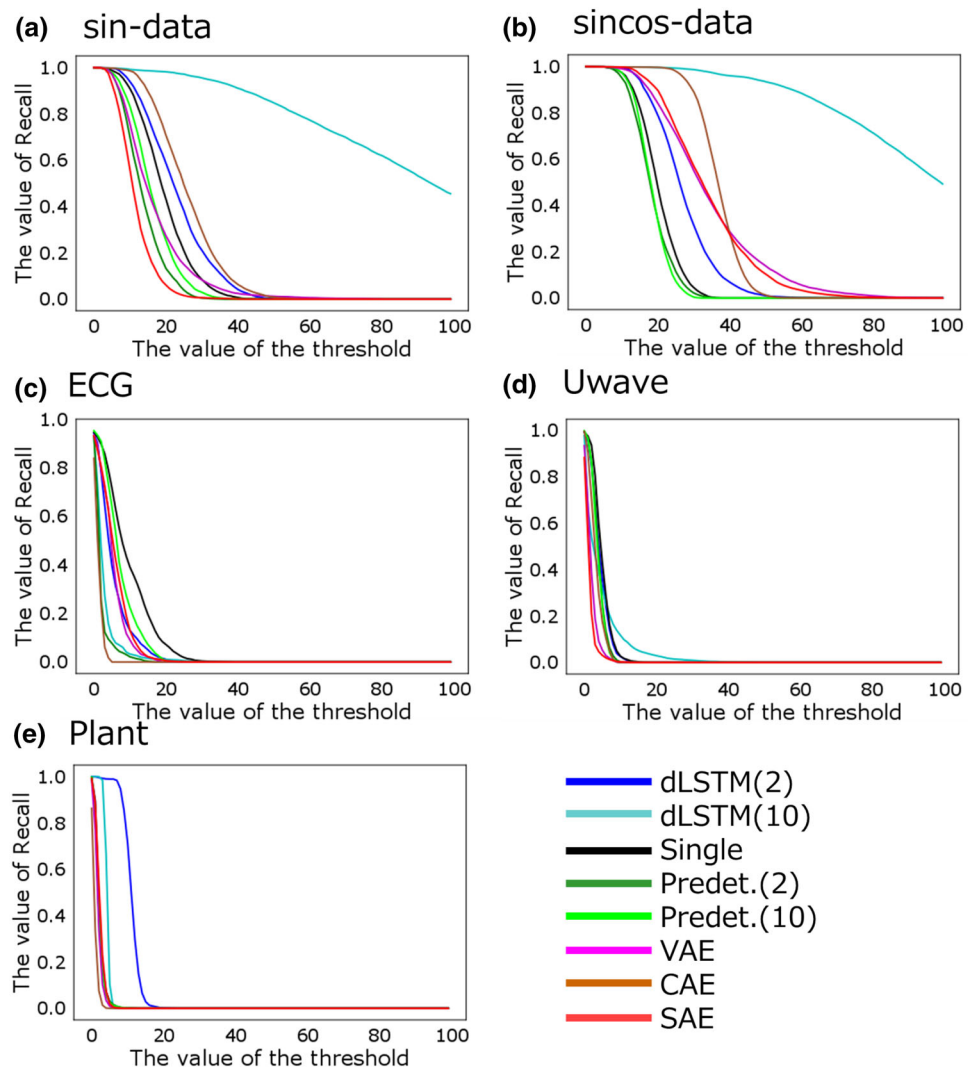 (a) sin-data
The value of Recall
1.0
0.8
0.6
0.4
0.2
0.0
0 20 40 60 80 100
The value of the threshold
(b) sincos-data
The value of Recall
1.0
0.8
0.6
0.4
0.2
0.0
0 20 40 60 80 100
The value of the threshold
(c) ECG
The value of Recall
1.0
0.8
0.6
0.4
0.2
0.0
0 20 40 60 80 100
The value of the threshold
(d) Uwave
The value of Recall
1.0
0.8
0.6
0.4
0.2
0.0
0 20 40 60 80 100
The value of the threshold
(e) Plant
The value of Recall
1.0
0.8
0.6
0.4
0.2
0.0
0 20 40 60 80 100
The value of the threshold
dLSTM(2)
dLSTM(10)
Single
Predet.(2)
Predet.(10)
VAE
CAE
SAE